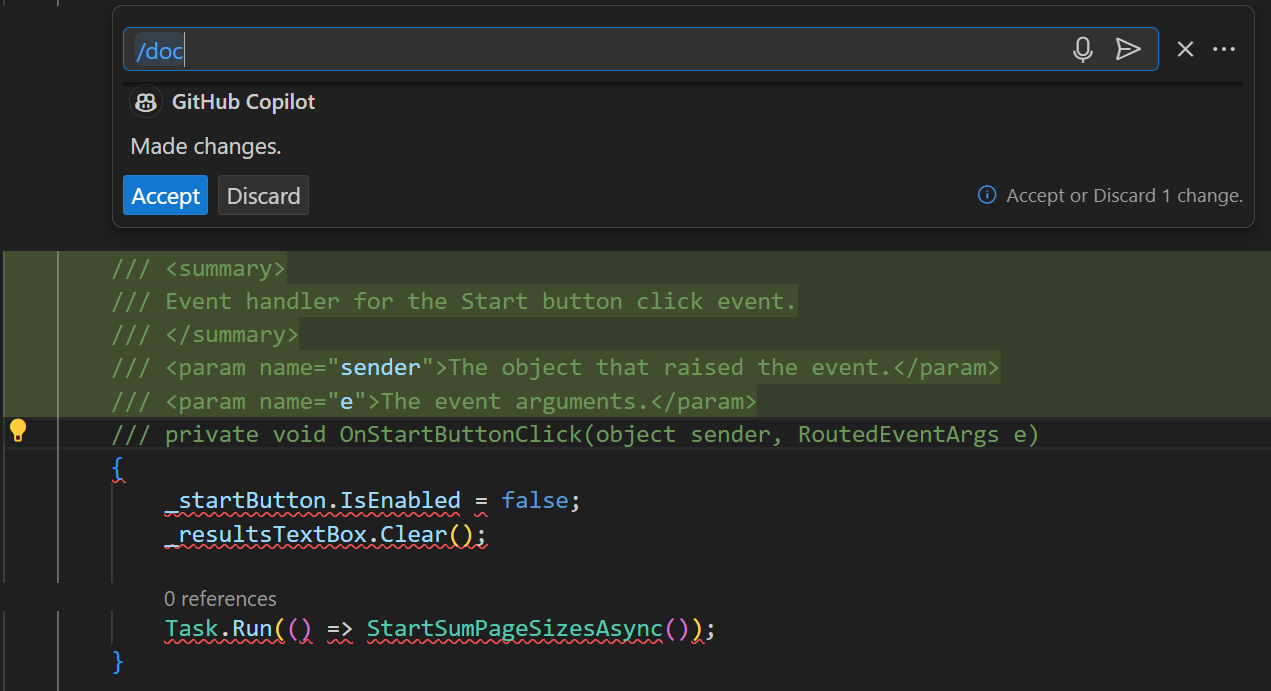 /doc
GitHub Copilot
Made changes.
Accept Discard Accept or Discard 1 change.
/// <summary>
/// Event handler for the Start button click event.
/// </summary>
/// <param name="sender">The object that raised the event.</param>
/// <param name="e">The event arguments.</param>
/// private void OnStartButtonClick(object sender, RoutedEventArgs e)
{
_startButton.IsEnabled = false;
_resultsTextBox.Clear();
0 references
Task.Run(() => StartSumPageSizesAsync());
}